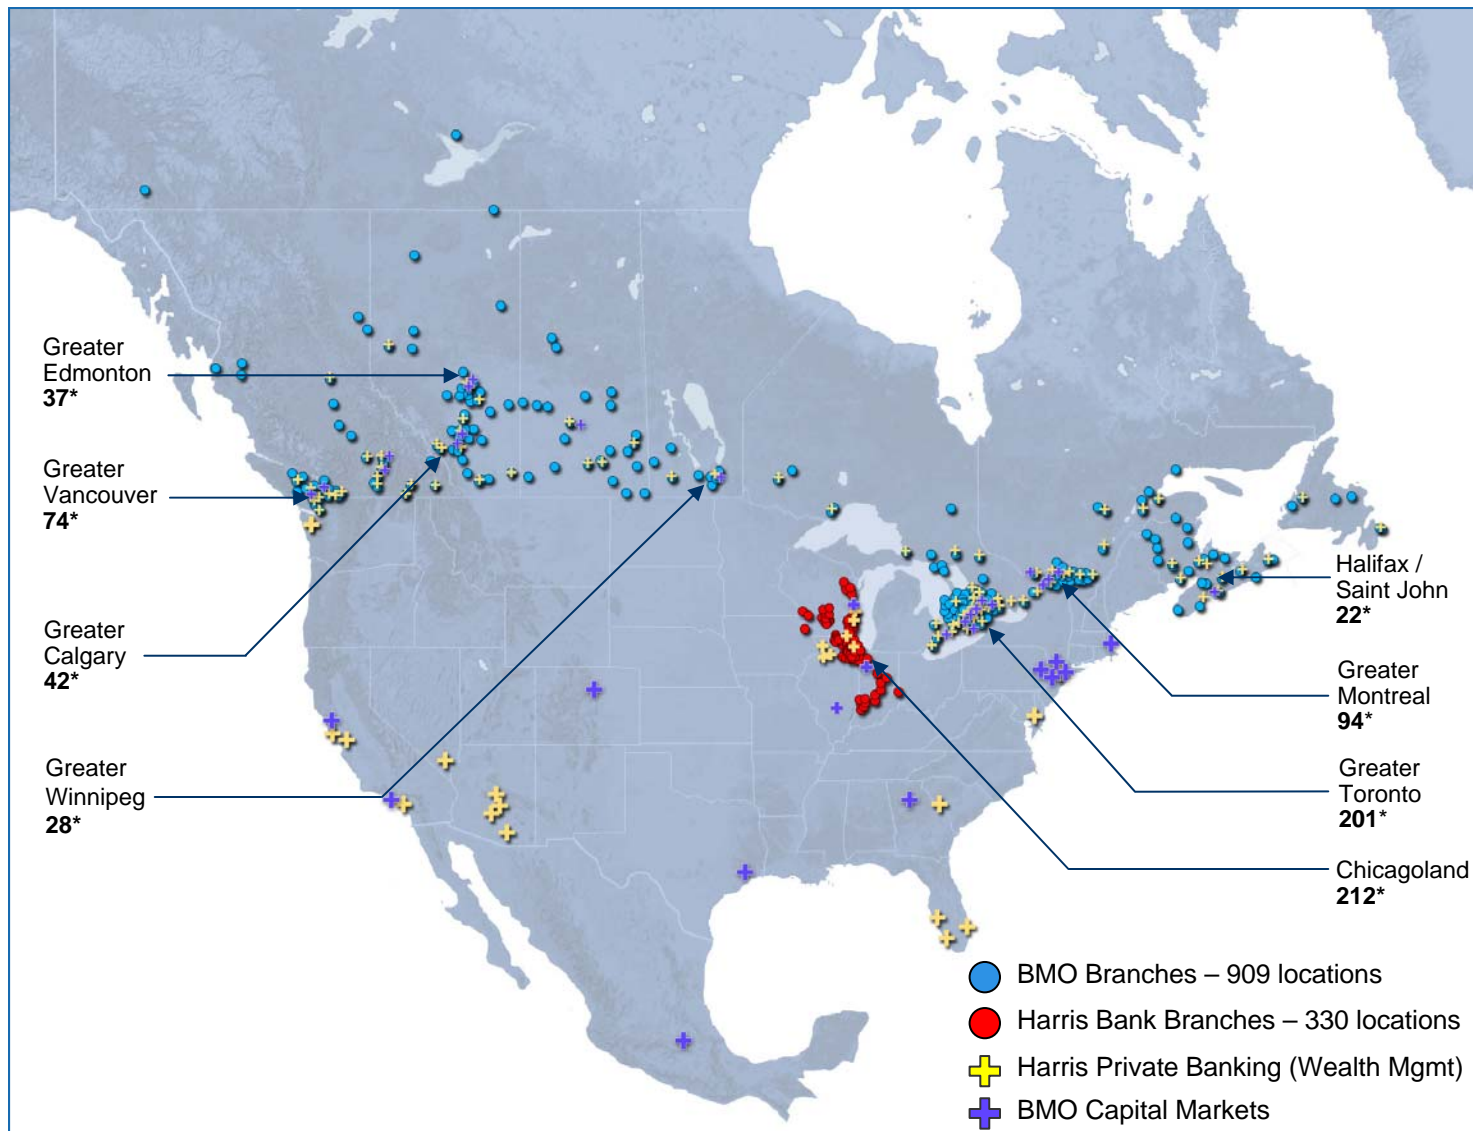 Greater
Edmonton
37*
Greater
Vancouver
74*
Greater
Calgary
42*
Greater
Winnipeg
28*
Halifax /
Saint John
22*
Greater
Montreal
94*
Greater
Toronto
201*
Chicagoland
212*
BMO Branches – 909 locations
Harris Bank Branches – 330 locations
Harris Private Banking (Wealth Mgmt)
BMO Capital Markets